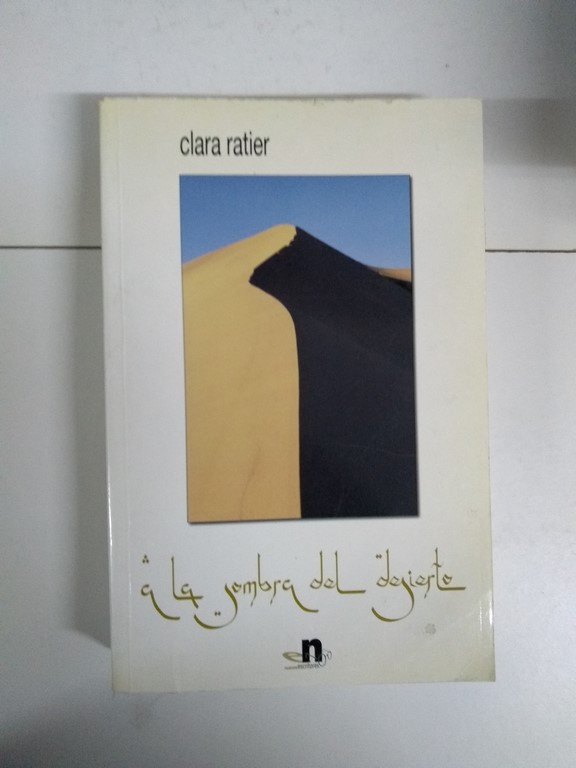 clara ratier
a la sombra del desierto
n